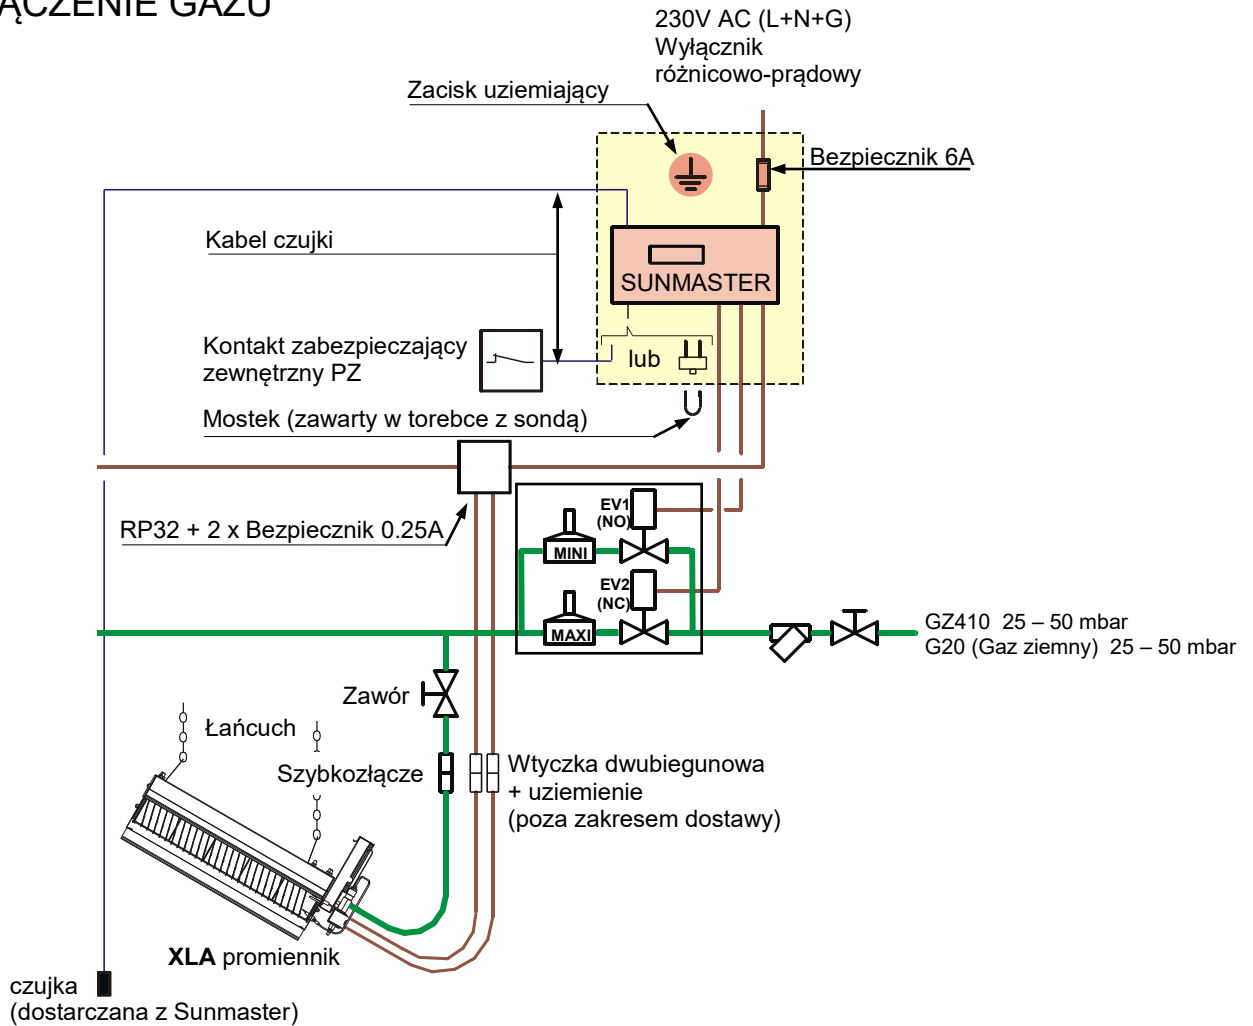 ĄCZENIE GAZU
230V AC (L+N+G)
Wyłącznik
różnicowo-prądowy
Zacisk uziemiający
Bezpiecznik 6A
Kabel czujki
SUNMASTER
Kontakt zabezpieczający
zewnętrzny PZ
lub
Mostek (zawarty w torebce z sondą)
RP32 + 2 x Bezpiecznik 0.25A
EV1
(NO)
MINI
EV2
(NC)
MAXI
GZ410  25 – 50 mbar
G20 (Gaz ziemny)  25 – 50 mbar
Zawór
Łańcuch
Szybkozłącze
Wtyczka dwubiegunowa
+ uziemienie
(poza zakresem dostawy)
XLA promiennik
czujka
(dostarczana z Sunmaster)